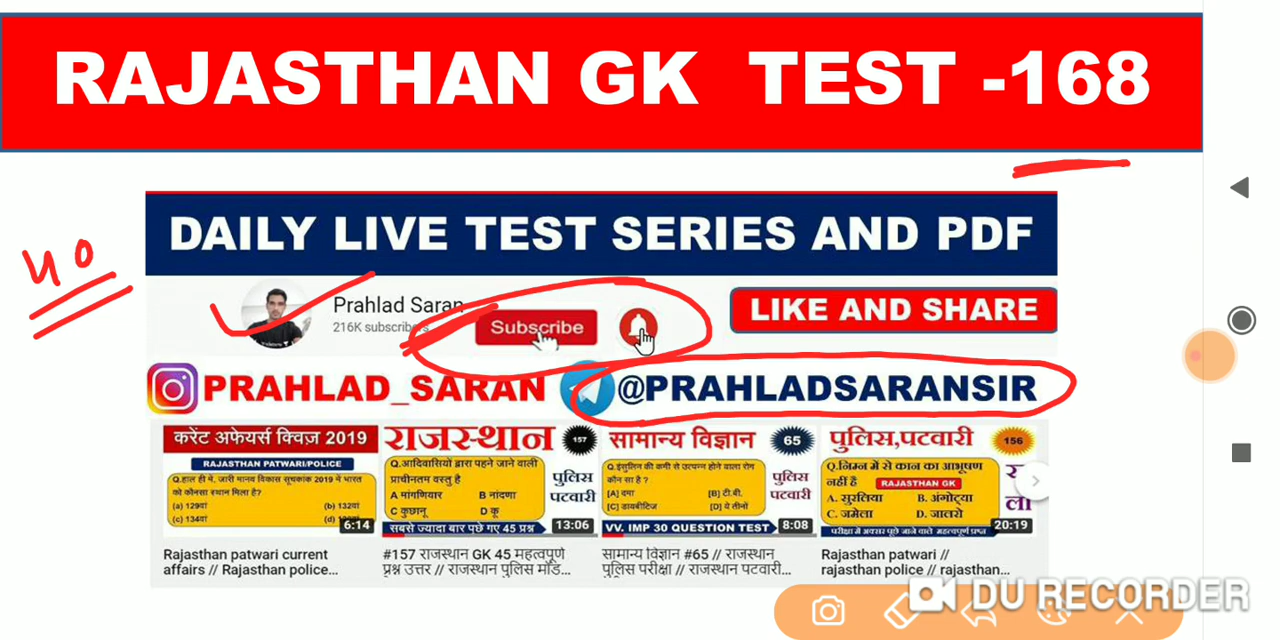 RAJASTHAN GK TEST -168
DAILY LIVE TEST SERIES AND PDF
40
Prahlad Saran
216K subscribers
Subscribe
LIKE AND SHARE
PRAHLAD_SARAN
@PRAHLADSARANSIR
करेंट अफेयर्स क्विज़ 2019
RAJASTHAN PATWARI/POLICE
Q.हाल ही में, जारी मानव विकास सूचकांक 2019 में भारत
को कौनसा स्थान मिला है?
(a) 129वां (b) 132वां
(c) 134वां (d)
6:14
Rajasthan patwari current
affairs // Rajasthan police...
राजस्थान 157
Q.आदिवासियों द्वारा पहने जाने वाली
प्राचीनतम वस्तु है
A मांगणियार B नांदणा
C कुछानू D कू
पुलिस
पटवारी
सबसे ज्यादा बार पूछे गए 45 प्रश्न
13:06
#157 राजस्थान GK 45 महत्वपूर्ण
प्रश्न उत्तर // राजस्थान पुलिस मॉड...
सामान्य विज्ञान 65
Q.इंसुलिन की कमी से उत्पन्न होने वाला रोग
कौन सा है ?
[A) दमा [B] टी.बी.
[C] डायबीटिज [D] ये तीनों
पुलिस
पटवारी
VV. IMP 30 QUESTION TEST
8:08
सामान्य विज्ञान #65 // राजस्थान
पुलिस परीक्षा // राजस्थान पटवारी...
पुलिस,पटवारी 156
Q.निम्न में से कान का आभूषण
नहीं है RAJASTHAN GK
A. सुरलिया B. अंगोट्या
C. जमेला D. जालरो
परीक्षा में अक्सर पूछे जाने वाले महत्वपूर्ण प्रश्न
20:19
Rajasthan patwari //
rajasthan police // rajasthan...
DU RECORDER